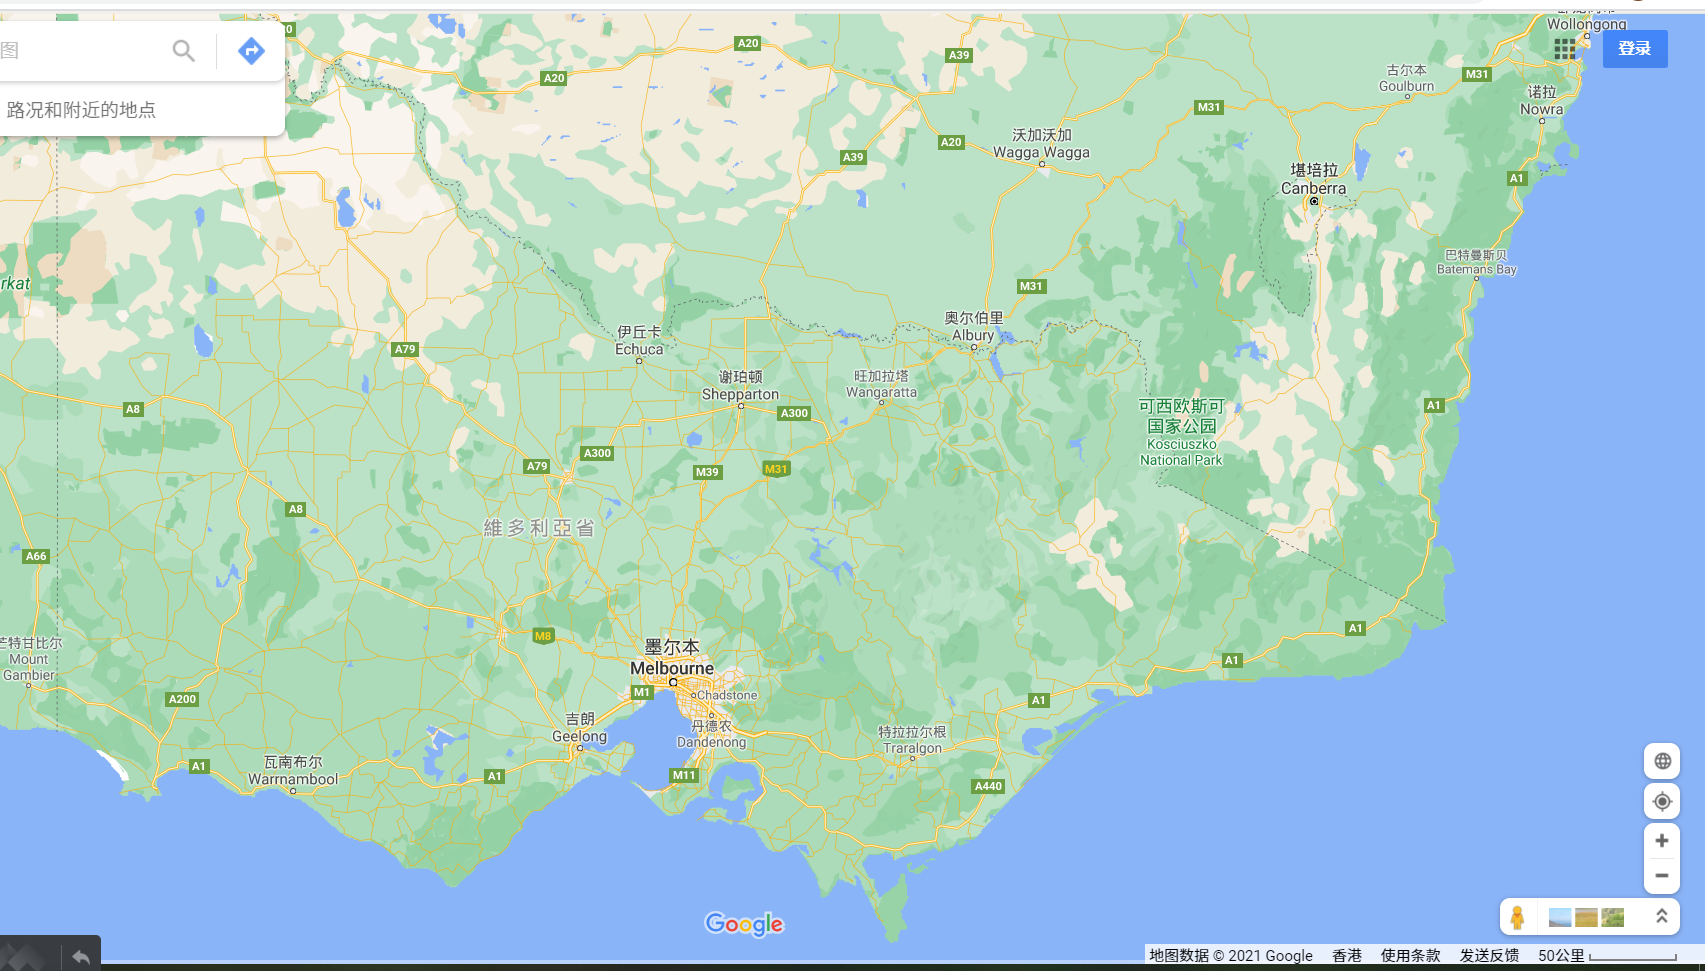 图
路况和附近的地点
登录
Wollongong
古尔本
Goulburn
诺拉
Nowra
沃加沃加
Wagga Wagga
堪培拉
Canberra
巴特曼斯贝
Batemans Bay
rkat
伊丘卡
Echuca
奥尔伯里
Albury
谢珀顿
Shepparton
旺加拉塔
Wangaratta
可西欧斯可
国家公园
Kosciuszko
National Park
維多利亞省
芒特甘比尔
Mount
Gambier
墨尔本
Melbourne
Chadstone
丹德农
Dandenong
吉朗
Geelong
特拉拉尔根
Traralgon
瓦南布尔
Warrnambool
A20
A20
A39
M31
M31
A20
A39
A1
M31
A79
A8
A300
A1
A300
A79
M39
M31
A8
A66
M8
A1
A1
M1
A200
A1
A1
A1
M11
A440
Google
地图数据 © 2021 Google 香港 使用条款 发送反馈 50公里